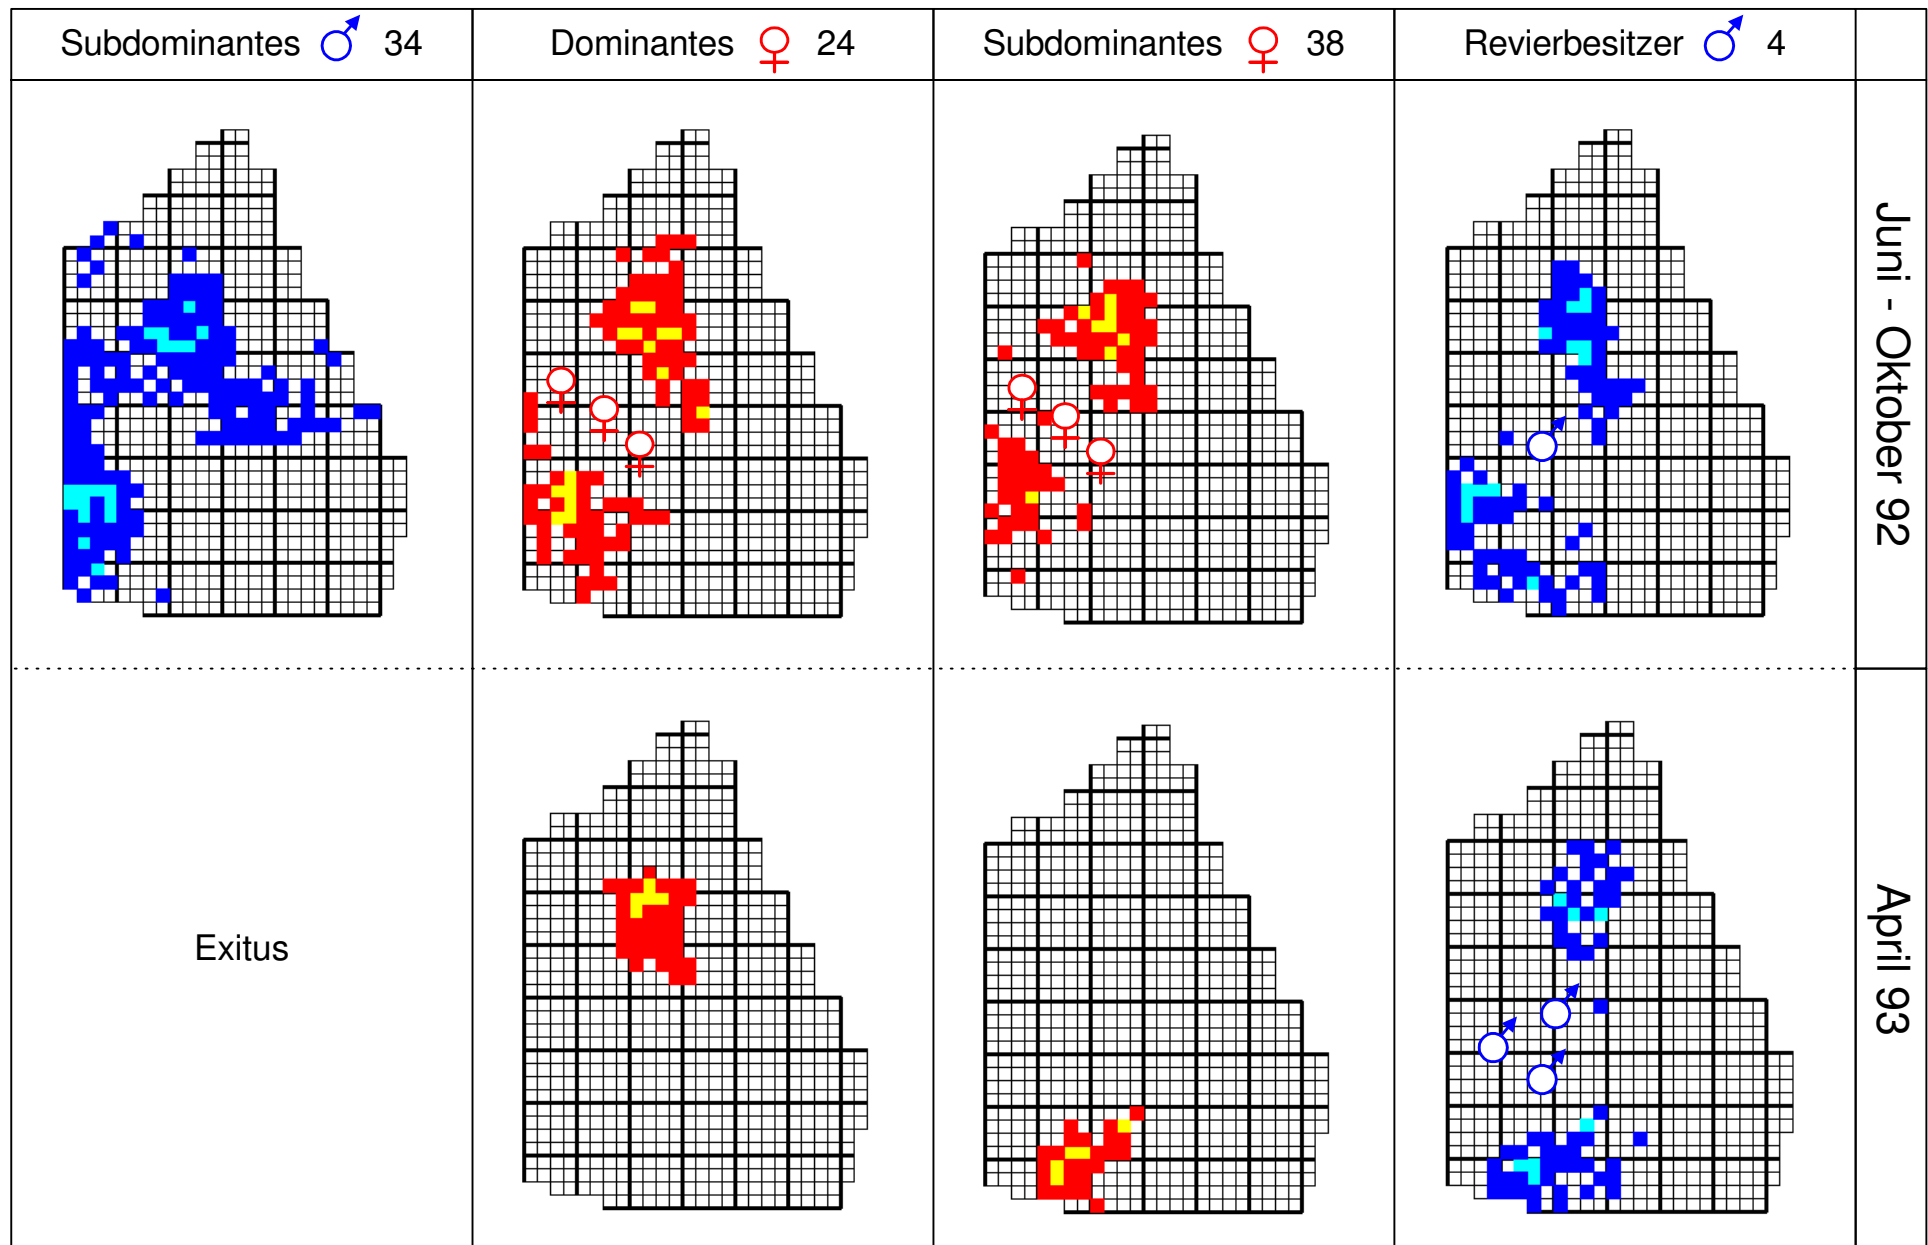 Subdominantes ♂ 34
Dominantes ♀ 24
Subdominantes ♀ 38
Revierbesitzer ♂ 4
Juni - Oktober 92
Exitus
April 93